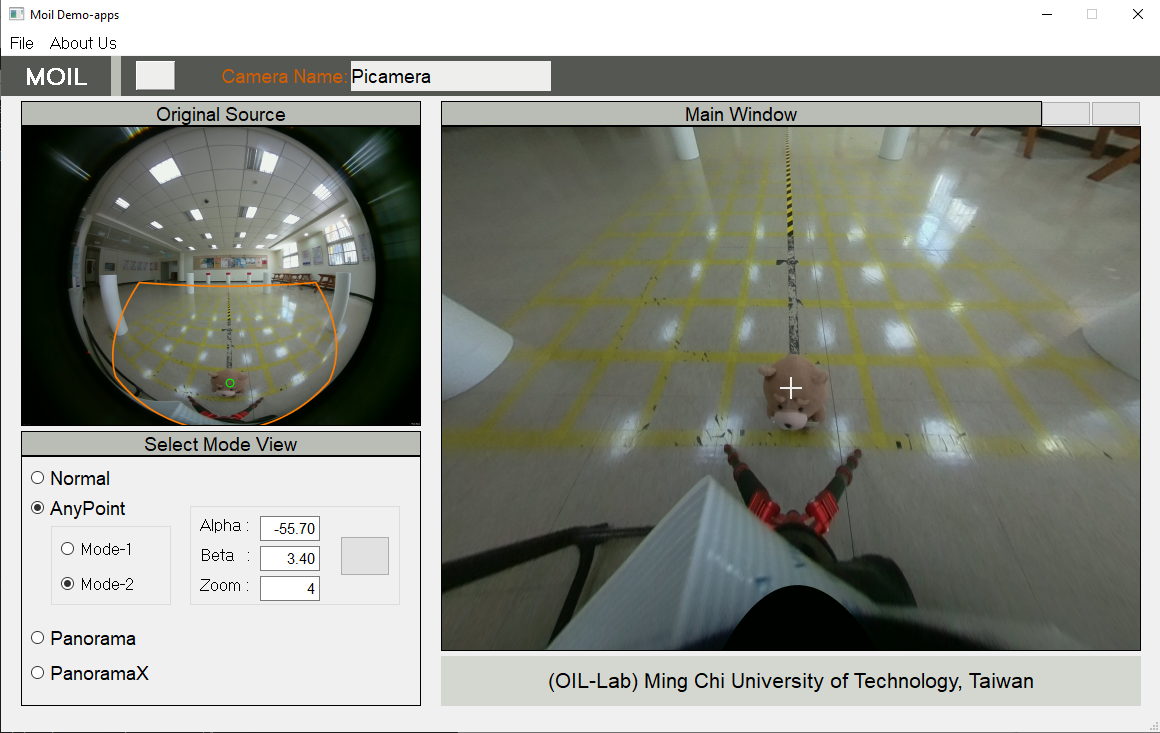 Moil Demo-apps
File About Us
MOIL
Camera Name: Picamera
Original Source
Main Window
Select Mode View
Normal
AnyPoint
Mode-1
Mode-2
Alpha : -55.70
Beta : 3.40
Zoom : 4
Panorama
PanoramaX
(OIL-Lab) Ming Chi University of Technology, Taiwan